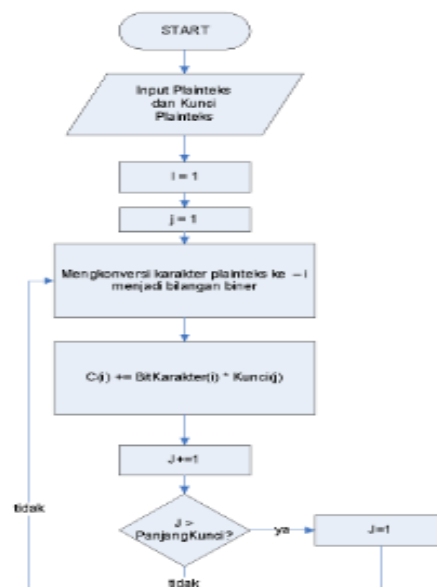 START
Input Plainteks
dan Kunci
Plainteks
i = 1
j = 1
Mengkonversi karakter plainteks ke – i
menjadi bilangan biner
C(i) += BitKarakter(i) * Kunci(j)
J+=1
J >
PanjangKunci?
ya
J=1
tidak
tidak